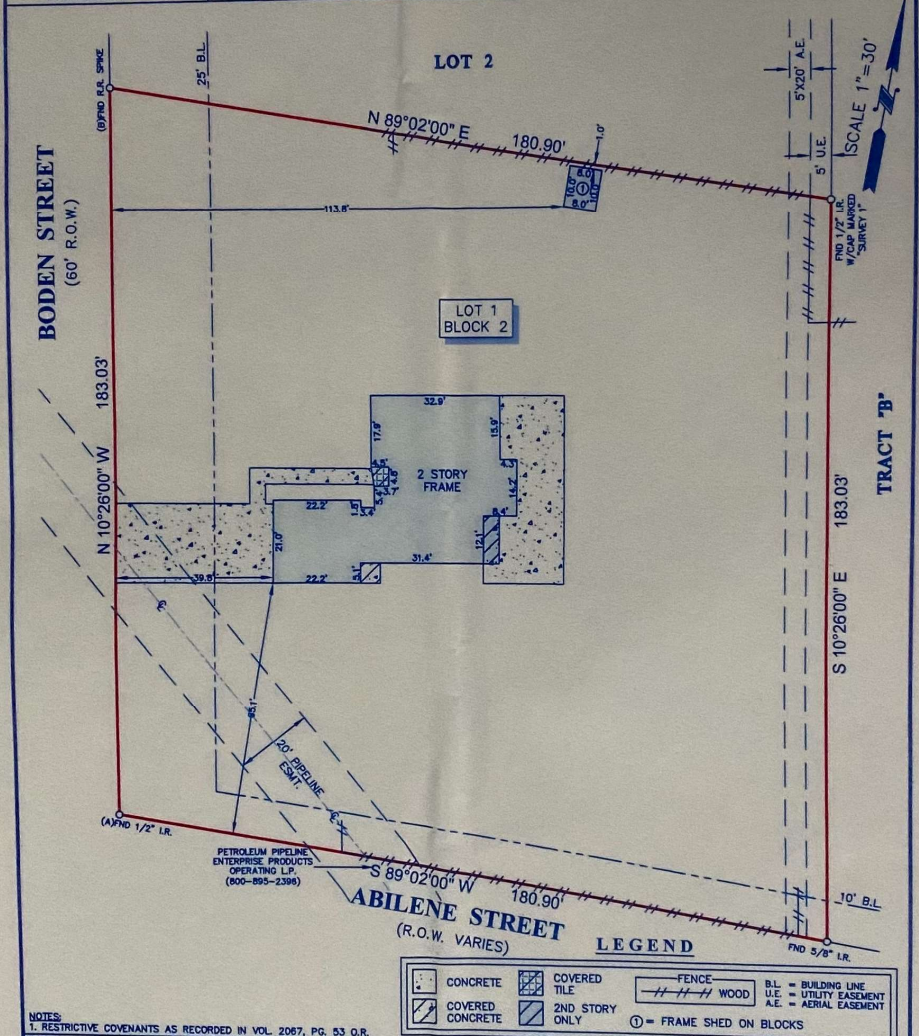 LOT 2
25' B.L.
(B)FND R.R. SPIKE
N 89°02'00" E
180.90'
1.0'
5'X20' A.E.
5' U.E.
SCALE 1"=30'
BODEN STREET
(60' R.O.W.)
8.0'
10.0'
1
10.0'
8.0'
113.8'
FND 1/2" I.R.
W/CAP MARKED
"SURVEY 1"
LOT 1
BLOCK 2
N 10°26'00" W
183.03'
TRACT "B"
32.9'
17.9'
15.9'
2 STORY
FRAME
14.2'
5.4'
22.2'
21.0'
12.1'
31.4'
39.8'
22.2'
5.1'
S 10°26'00" E
183.03'
20' PIPELINE
ESMT.
(A)FND 1/2" I.R.
PETROLEUM PIPELINE
ENTERPRISE PRODUCTS
OPERATING L.P.
(800-895-2398)
S 89°02'00" W
180.90'
10' B.L.
ABILENE STREET
(R.O.W. VARIES)
FND 5/8" I.R.
LEGEND
CONCRETE
COVERED
TILE
FENCE
WOOD
B.L. = BUILDING LINE
U.E. = UTILITY EASEMENT
A.E. = AERIAL EASEMENT
COVERED
CONCRETE
2ND STORY
ONLY
1 = FRAME SHED ON BLOCKS
NOTES:
1. RESTRICTIVE COVENANTS AS RECORDED IN VOL. 2067, PG. 53 O.R.